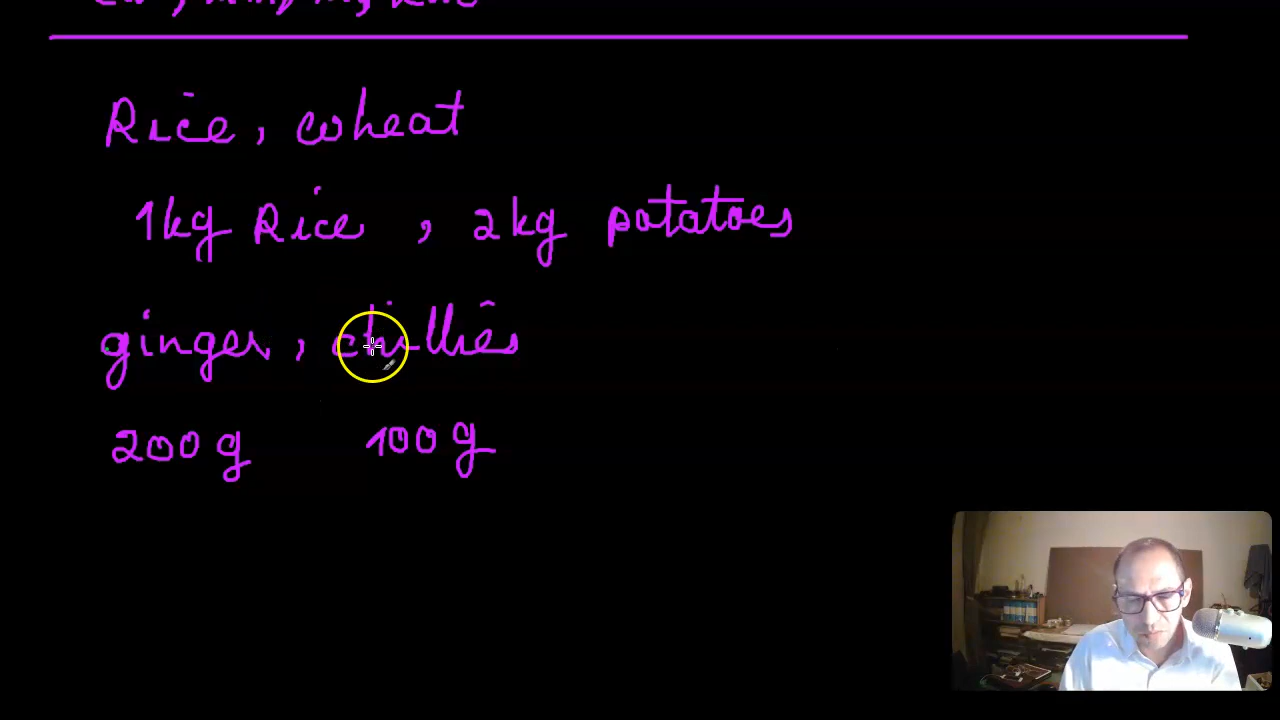 Rice, wheat
1kg Rice, 2kg potatoes
ginger, chillies
200g 100g